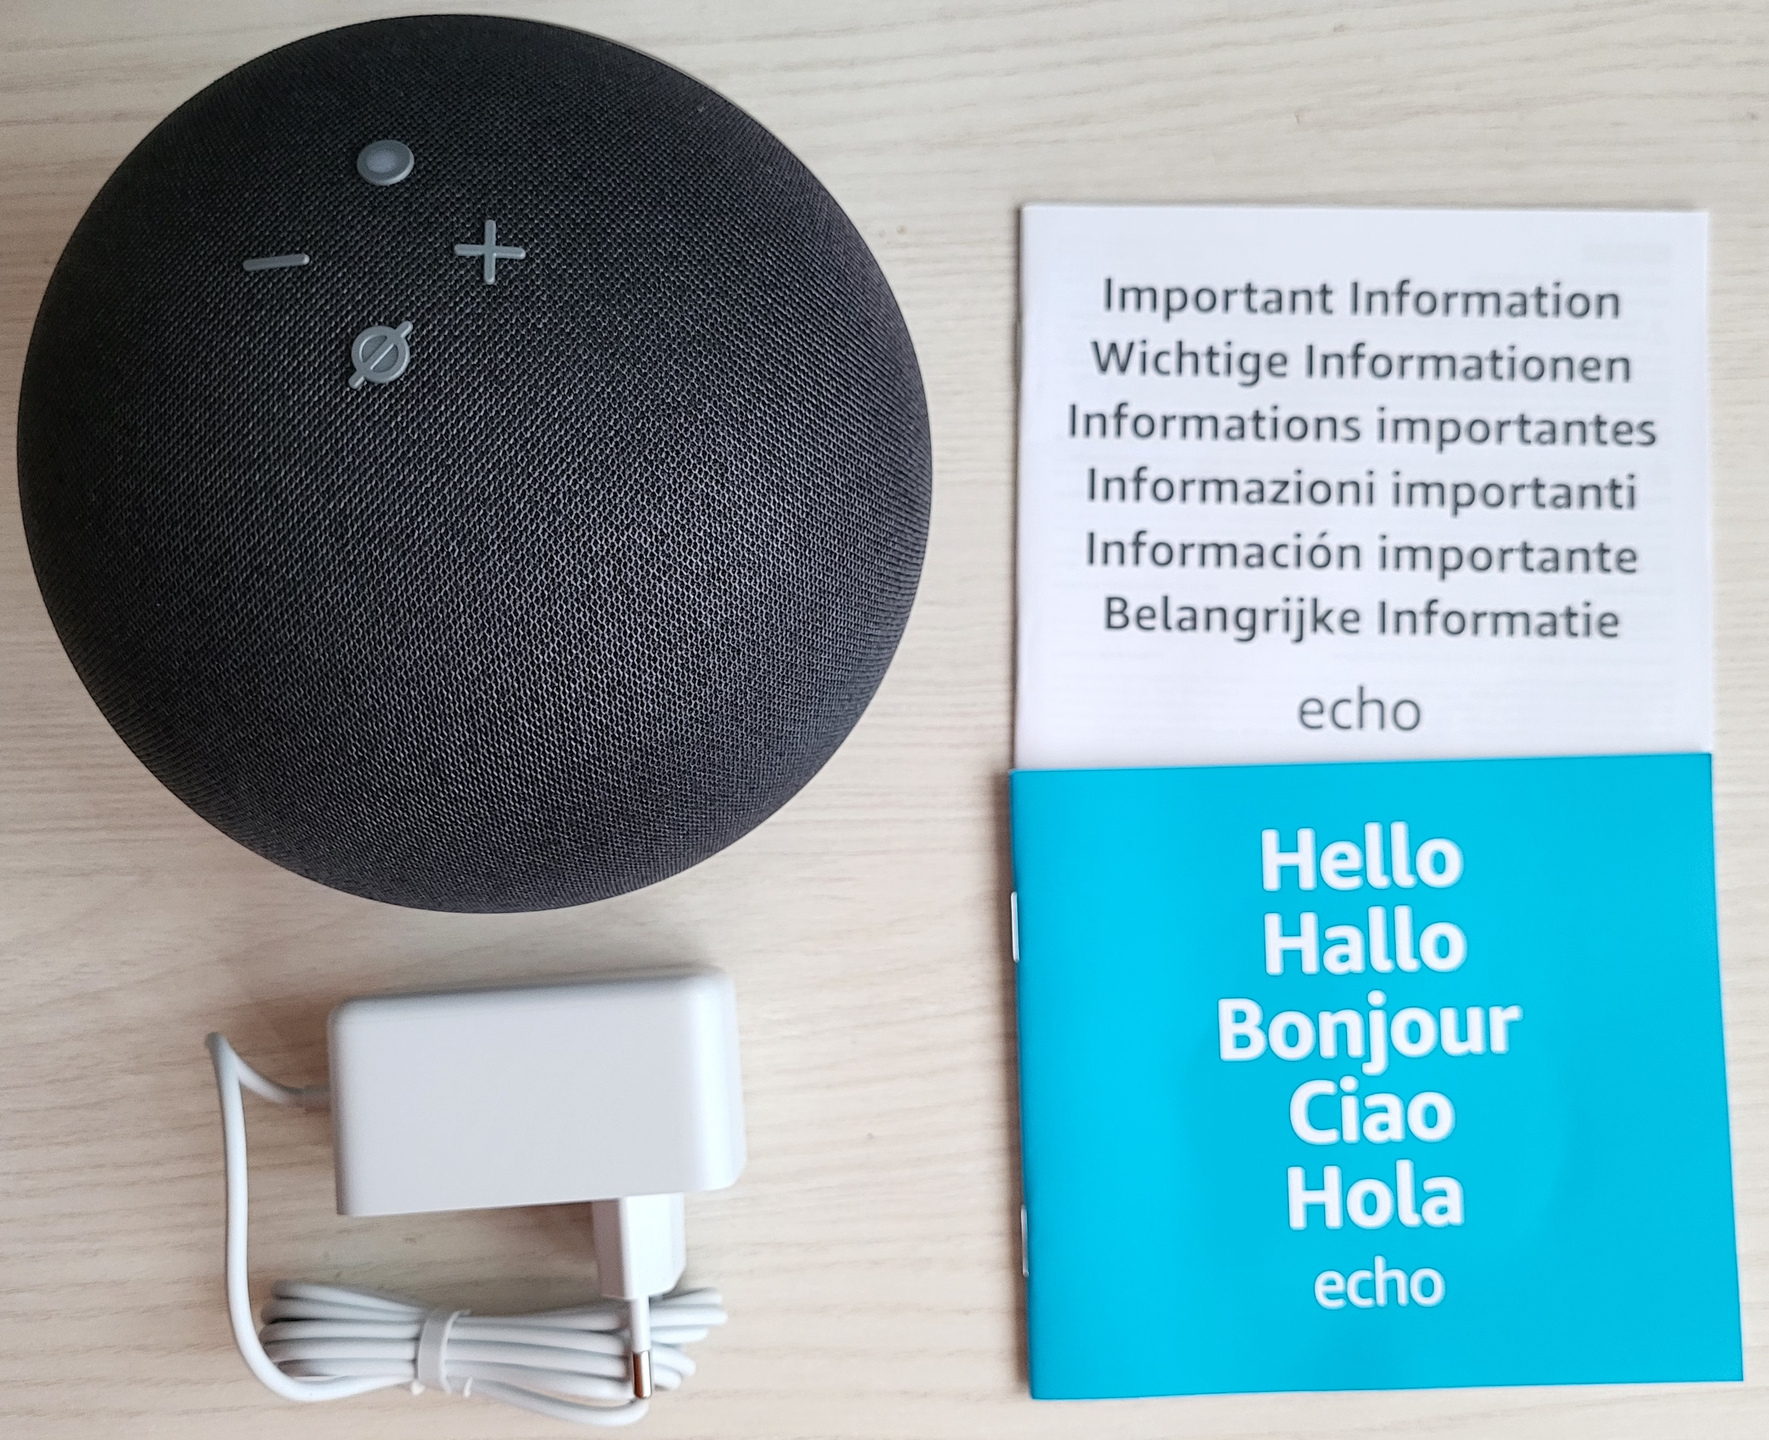 Important Information
Wichtige Informationen
Informations importantes
Informazioni importanti
Información importante
Belangrijke Informatie
echo
Hello
Hallo
Bonjour
Ciao
Hola
echo